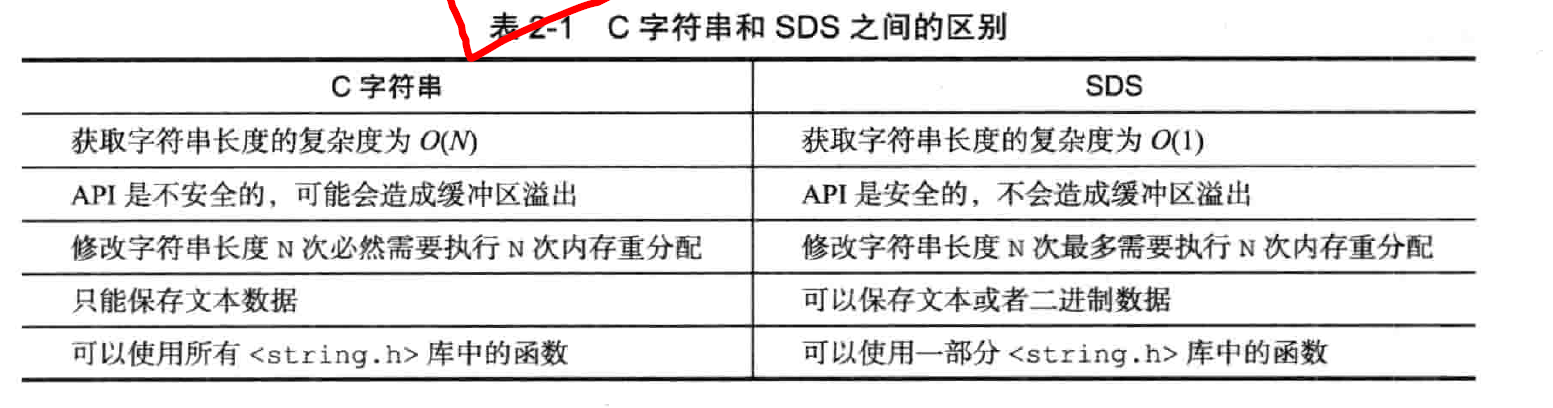 表 2-1 C 字符串和 SDS 之间的区别
C 字符串 SDS
获取字符串长度的复杂度为 O(N) 获取字符串长度的复杂度为 O(1)
API 是不安全的，可能会造成缓冲区溢出 API 是安全的，不会造成缓冲区溢出
修改字符串长度 N 次必然需要执行 N 次内存重分配 修改字符串长度 N 次最多需要执行 N 次内存重分配
只能保存文本数据 可以保存文本或者二进制数据
可以使用所有 <string.h> 库中的函数 可以使用一部分 <string.h> 库中的函数